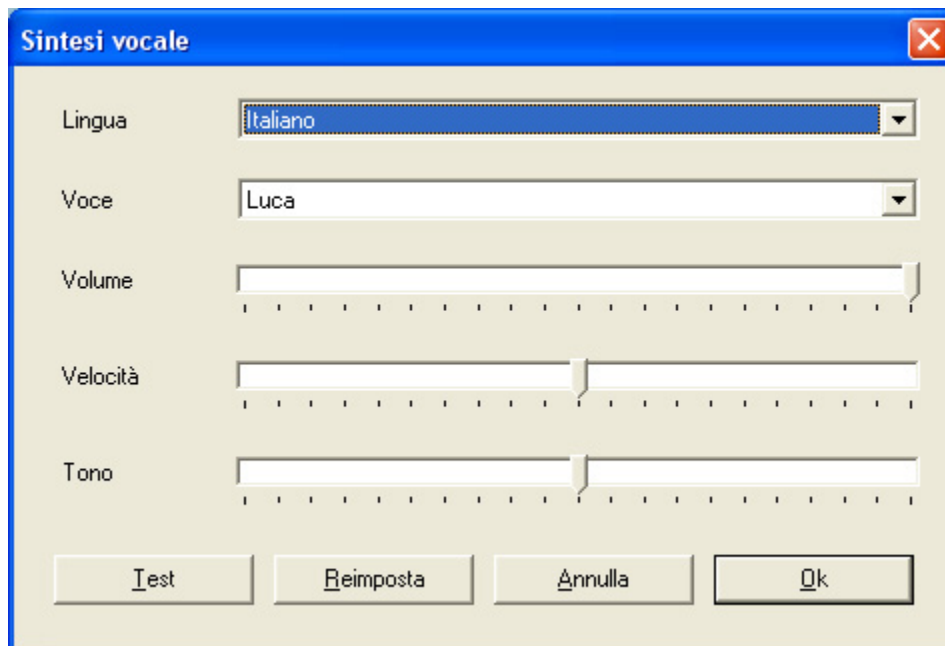 Sintesi vocale
Lingua Italiano
Voce Luca
Volume
Velocità
Tono
Test Reimposta Annulla Ok